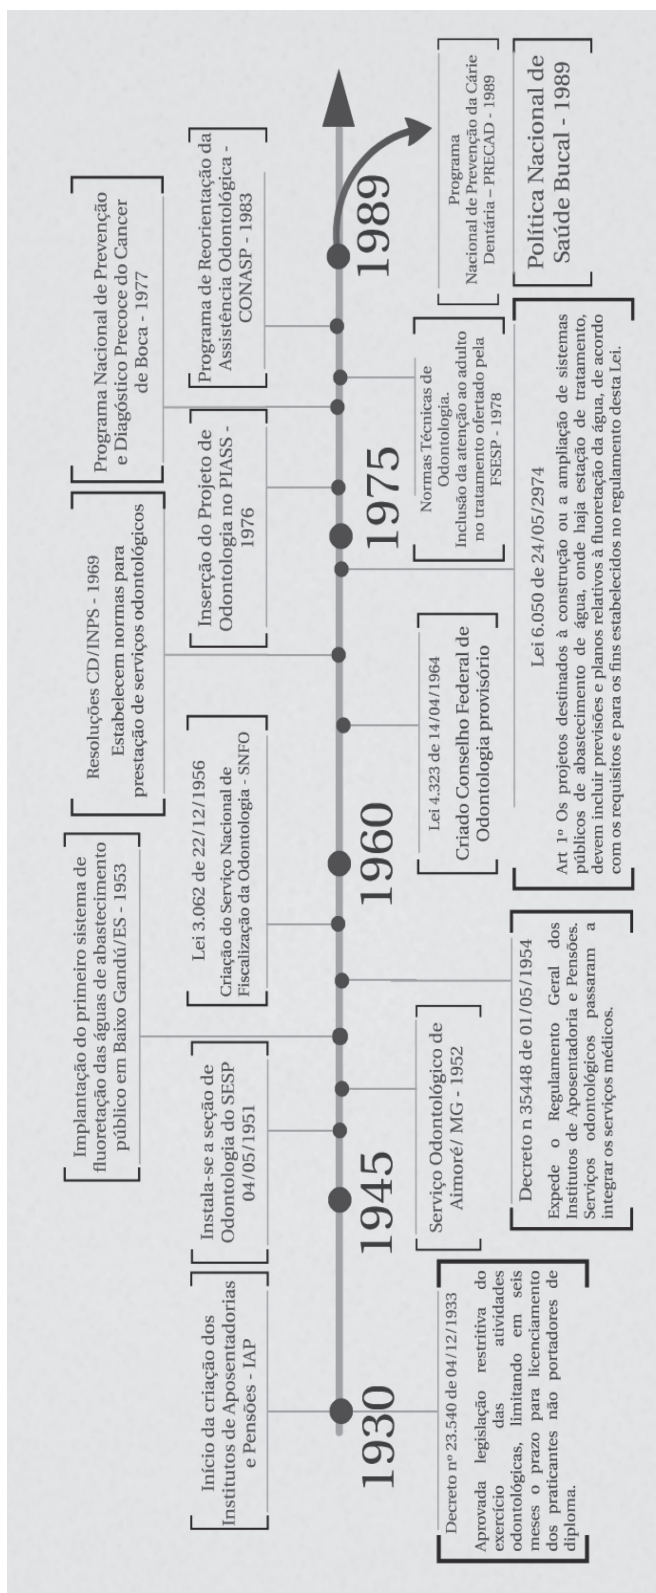 Início da criação dos
Institutos de Aposentadorias
e Pensões - IAP
Instala-se a seção de
Odontologia do SESP
04/05/1951
Implantação do primeiro sistema de
fluoretação das águas de abastecimento
público em Baixo Gandú/ES - 1953
Lei 3.062 de 22/12/1956
Criação do Serviço Nacional de
Fiscalização da Odontologia - SNFO
Resoluções CD/INPS - 1969
Estabelecem normas para
prestação de serviços odontológicos
Inserção do Projeto de
Odontologia no PIASS -
1976
Programa Nacional de Prevenção
e Diagóstico Precoce do Cancer
de Boca - 1977
Programa de Reorientação da
Assistência Odontológica -
CONASP - 1983
1930
1945
1960
1975
1989
Decreto nº 23.540 de 04/12/1933
Aprovada legislação restritiva do
exercício das atividades
odontológicas, limitando em seis
meses o prazo para licenciamento
dos praticantes não portadores de
diploma.
Serviço Odontológico de
Aimoré/ MG - 1952
Decreto n 35448 de 01/05/1954
Expede o Regulamento Geral dos
Institutos de Aposentadoria e Pensões.
Serviços odontológicos passaram a
integrar os serviços médicos.
Lei 4.323 de 14/04/1964
Criado Conselho Federal de
Odontologia provisório
Lei 6.050 de 24/05/2974
Art 1º Os projetos destinados à construção ou a ampliação de sistemas
públicos de abastecimento de água, onde haja estação de tratamento,
devem incluir previsões e planos relativos à fluoretação da água, de acordo
com os requisitos e para os fins estabelecidos no regulamento desta Lei.
Normas Técnicas de
Odontologia.
Inclusão da atenção ao adulto
no tratamento ofertado pela
FSESP - 1978
Programa
Nacional de Prevenção da Cárie
Dentária – PRECAD - 1989
Política Nacional de
Saúde Bucal - 1989